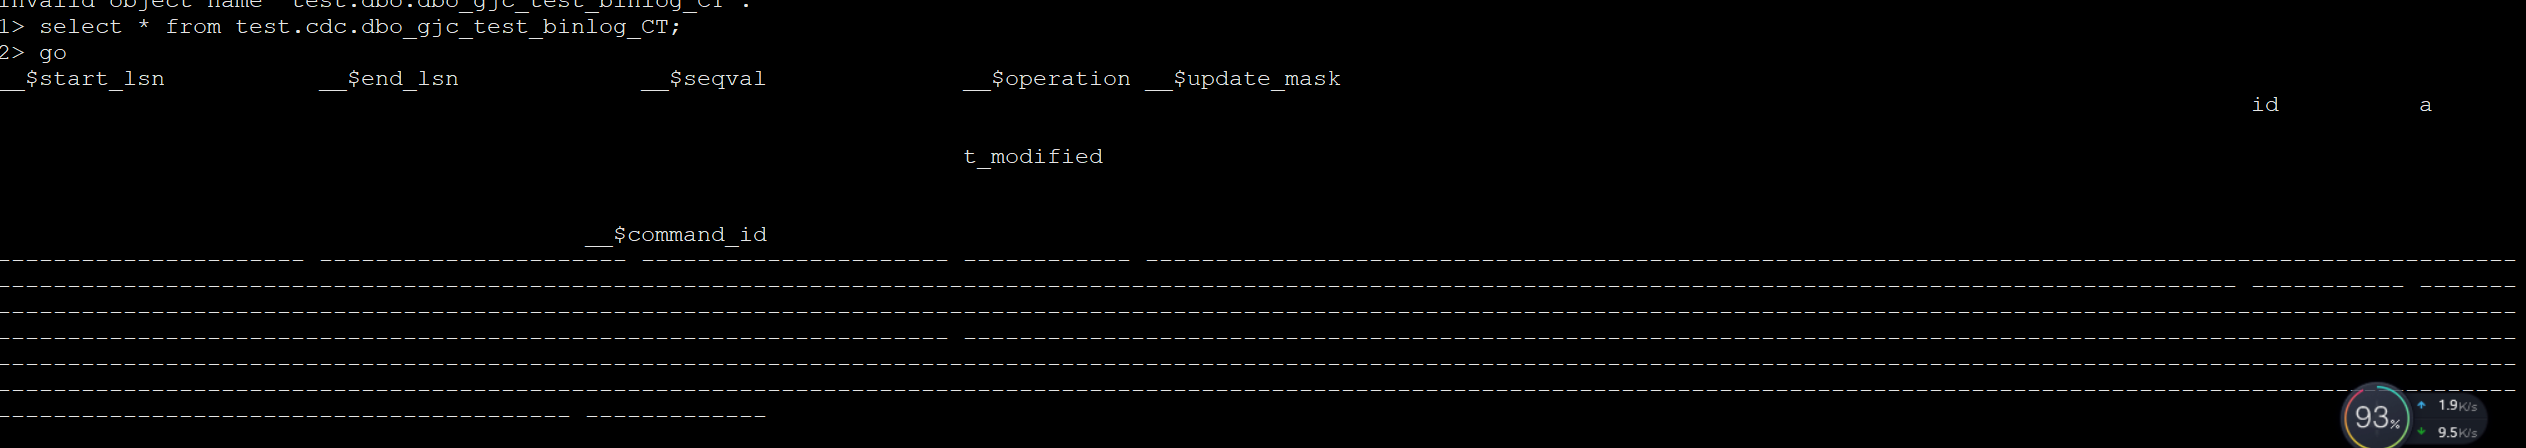 invalid object name 'test.dbo.dbo_gjc_test_binlog_CT'.
1> select * from test.cdc.dbo_gjc_test_binlog_CT;
2> go
__$start_lsn __$end_lsn __$seqval __$operation __$update_mask
id a
t_modified
__$command_id
93%
1.9K/s
9.5K/s